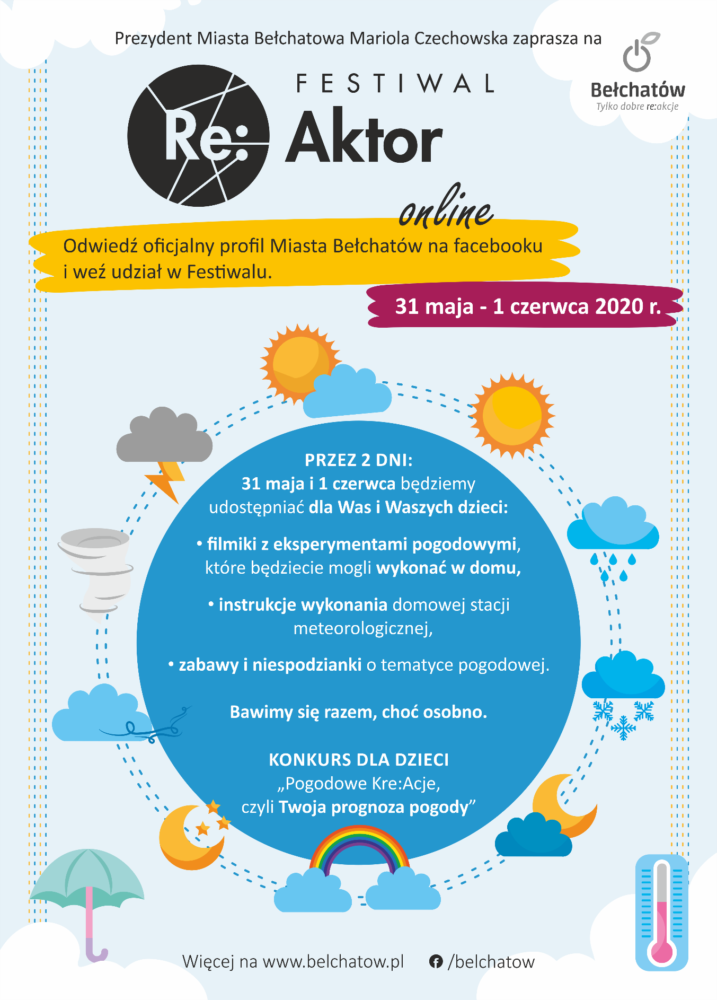 Prezydent Miasta Bełchatowa Mariola Czechowska zaprasza na
Bełchatów
Tylko dobre re:akcje
FESTIWAL
Re: Aktor
online
Odwiedź oficjalny profil Miasta Bełchatów na facebooku
i weź udział w Festiwalu.
31 maja - 1 czerwca 2020 r.
PRZEZ 2 DNI:
31 maja i 1 czerwca będziemy
udostępniać dla Was i Waszych dzieci:
• filmiki z eksperymentami pogodowymi,
które będziecie mogli wykonać w domu,
• instrukcje wykonania domowej stacji
meteorologicznej,
• zabawy i niespodzianki o tematyce pogodowej.
Bawimy się razem, choć osobno.
KONKURS DLA DZIECI
„Pogodowe Kre:Acje,
czyli Twoja prognoza pogody”
Więcej na www.belchatow.pl f /belchatow